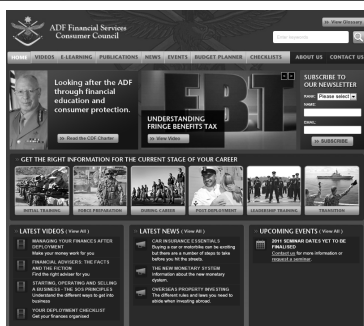 View Glossary
ADF Financial Services
Consumer Council
Enter keywords
HOME VIDEOS E-LEARNING PUBLICATIONS NEWS EVENTS BUDGET PLANNER CHECKLISTS ABOUT US CONTACT US
Looking after the ADF
through financial
education and
consumer protection.
Read the CDF Charter
FBT
UNDERSTANDING
FRINGE BENEFITS TAX
View Video
SUBSCRIBE TO
OUR NEWSLETTER
RANK: Please select
NAME:
EMAIL:
SUBSCRIBE
GET THE RIGHT INFORMATION FOR THE CURRENT STAGE OF YOUR CAREER
INITIAL TRAINING
FORCE PREPARATION
DURING CAREER
POST DEPLOYMENT
LEADERSHIP TRAINING
TRANSITION
LATEST VIDEOS ( View All )
MANAGING YOUR FINANCES AFTER
DEPLOYMENT
Make your money work for you
FINANCIAL ADVISERS: THE FACTS
AND THE FICTION
Find the right adviser for you
STARTING, OPERATING AND SELLING
A BUSINESS - THE SOS PRINCIPLES
Understand the different ways to get into
business
YOUR DEPLOYMENT CHECKLIST
Get your finances organised
LATEST NEWS ( View All )
CAR INSURANCE ESSENTIALS
Buying a car or motorbike can be exciting
but there are a number of steps to take
before you hit the streets.
THE NEW MONETARY SYSTEM
Information about the new monetary
system.
OVERSEAS PROPERTY INVESTING
The different rules and laws you need to
abide when investing abroad.
UPCOMING EVENTS ( View All )
2011 SEMINAR DATES YET TO BE
FINALISED
Contact us for more information or
request a seminar.